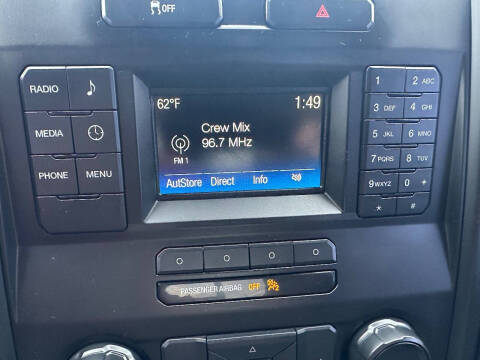 OFF
RADIO
MEDIA
PHONE MENU
62°F 1:49
Crew Mix
96.7 MHz
FM 1
AutStore Direct Info
1 2 ABC
3 DEF 4 GHI
5 JKL 6 MNO
7 PQRS 8 TUV
9 WXYZ 0 +
* #
PASSENGER AIRBAG OFF